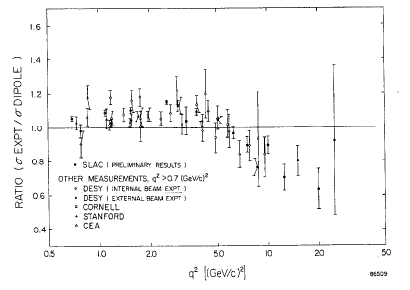 RATIO (σ EXPT / σ DIPOLE)
1.6
1.4
1.2
1.0
0.8
0.6
0.4
SLAC (PRELIMINARY RESULTS)
OTHER MEASUREMENTS, q² > 0.7 (GeV/c)²
DESY (INTERNAL BEAM EXPT)
DESY (EXTERNAL BEAM EXPT)
CORNELL
STANFORD
CEA
0.5 1.0 2.0 5.0 10 20 50
q² [(GeV/c)²]
865D9